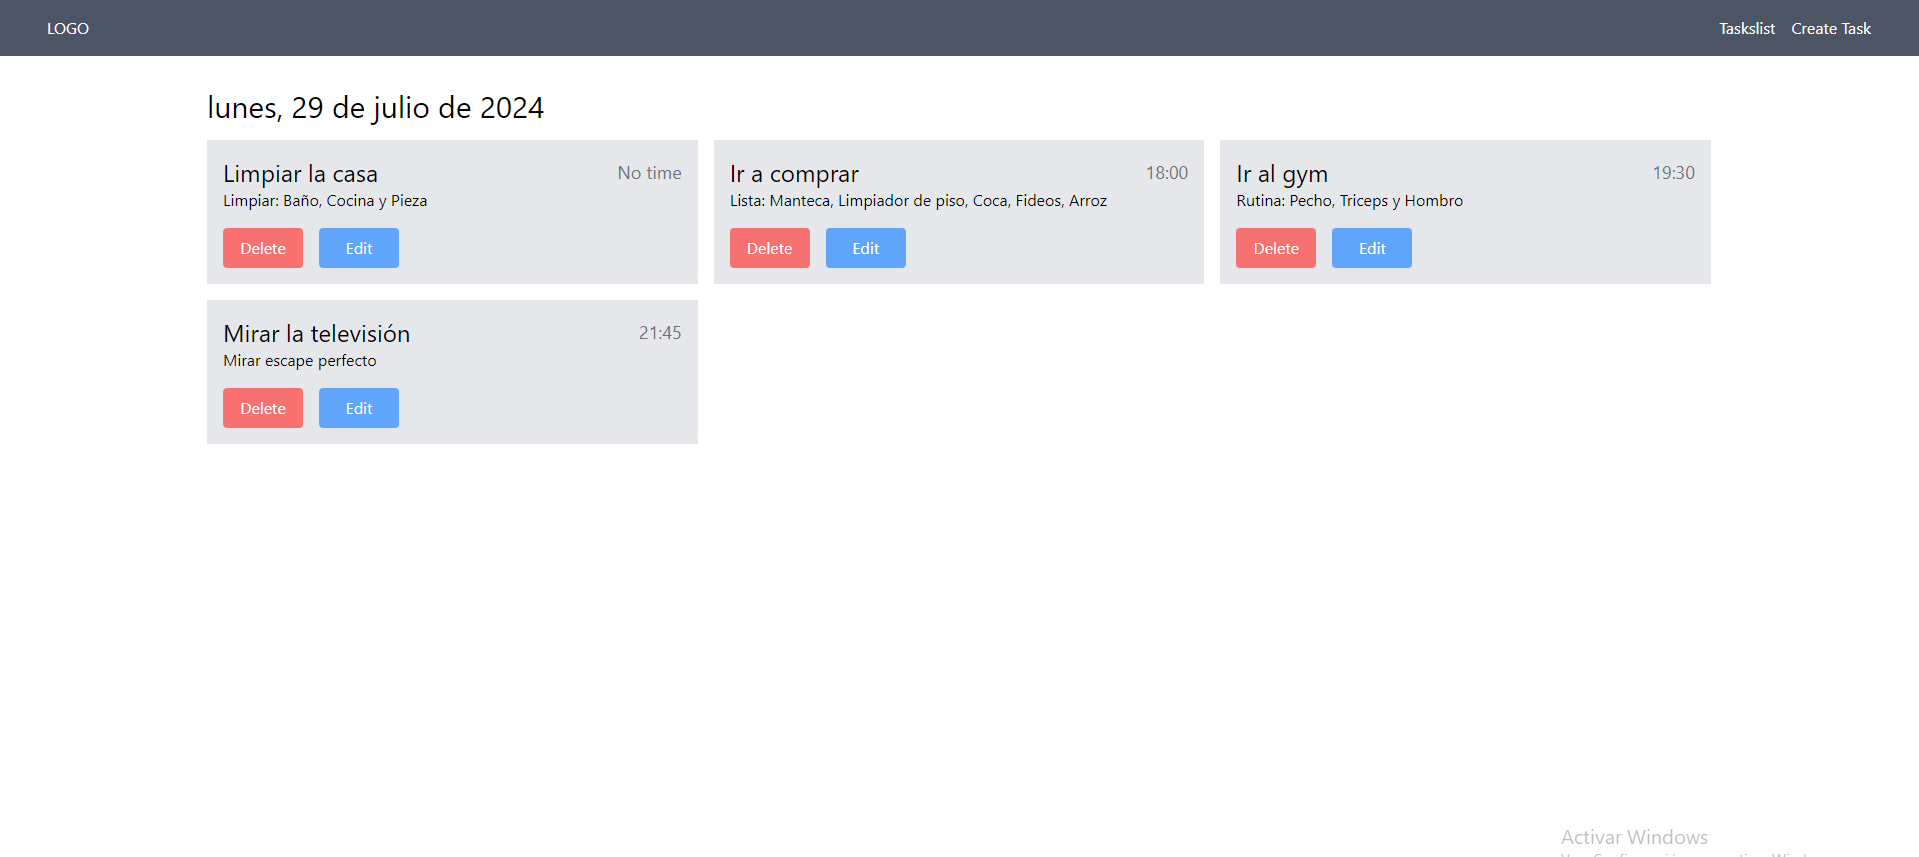 LOGO
Taskslist
Create Task
lunes, 29 de julio de 2024
Limpiar la casa
No time
Limpiar: Baño, Cocina y Pieza
Delete
Edit
Ir a comprar
18:00
Lista: Manteca, Limpiador de piso, Coca, Fideos, Arroz
Delete
Edit
Ir al gym
19:30
Rutina: Pecho, Triceps y Hombro
Delete
Edit
Mirar la televisión
21:45
Mirar escape perfecto
Delete
Edit
Activar Windows